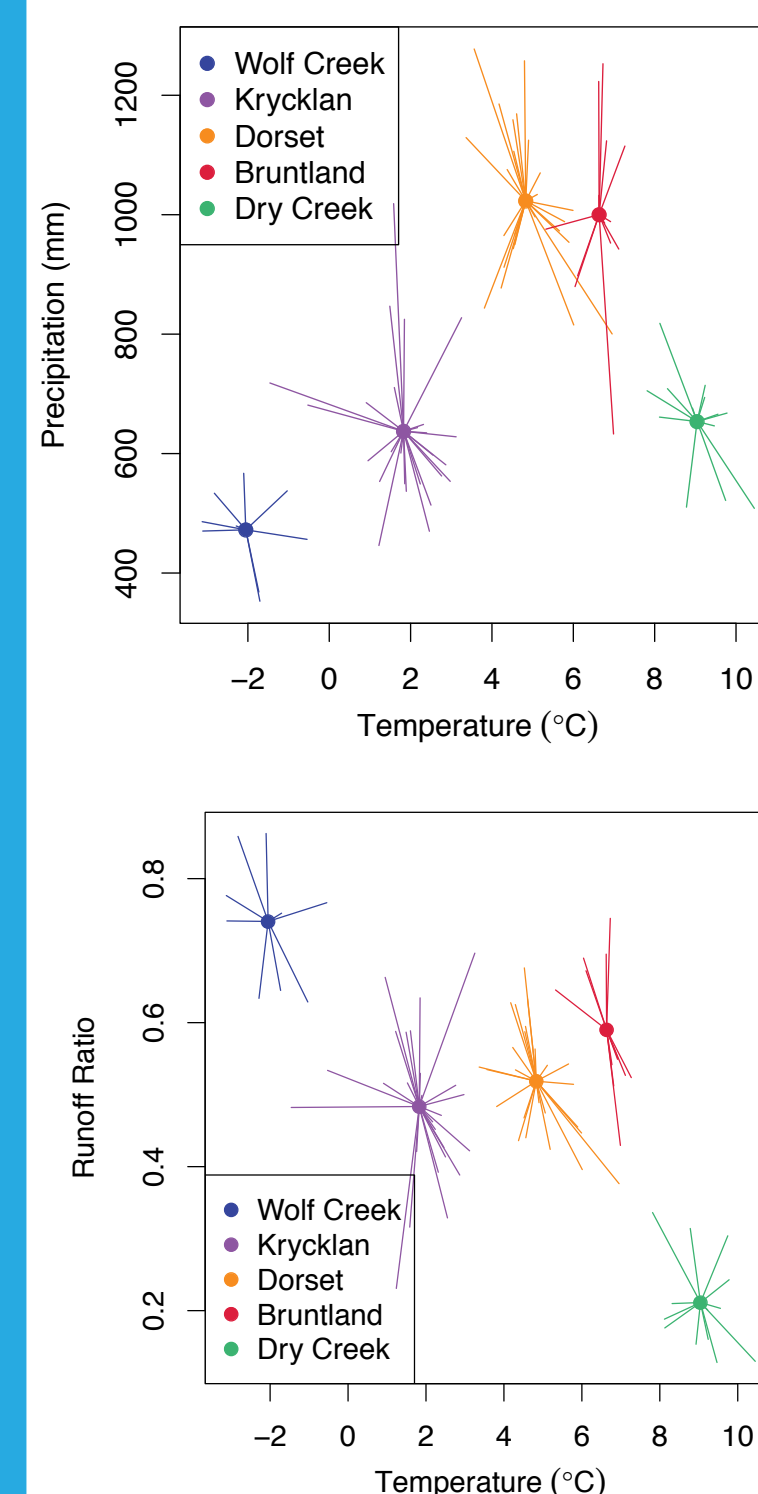 Wolf Creek
Krycklan
Dorset
Bruntland
Dry Creek
1200
1000
800
600
400
Precipitation (mm)
−2 0 2 4 6 8 10
Temperature (°C)
0.8
0.6
0.4
0.2
Runoff Ratio
Wolf Creek
Krycklan
Dorset
Bruntland
Dry Creek
−2 0 2 4 6 8 10
Temperature (°C)